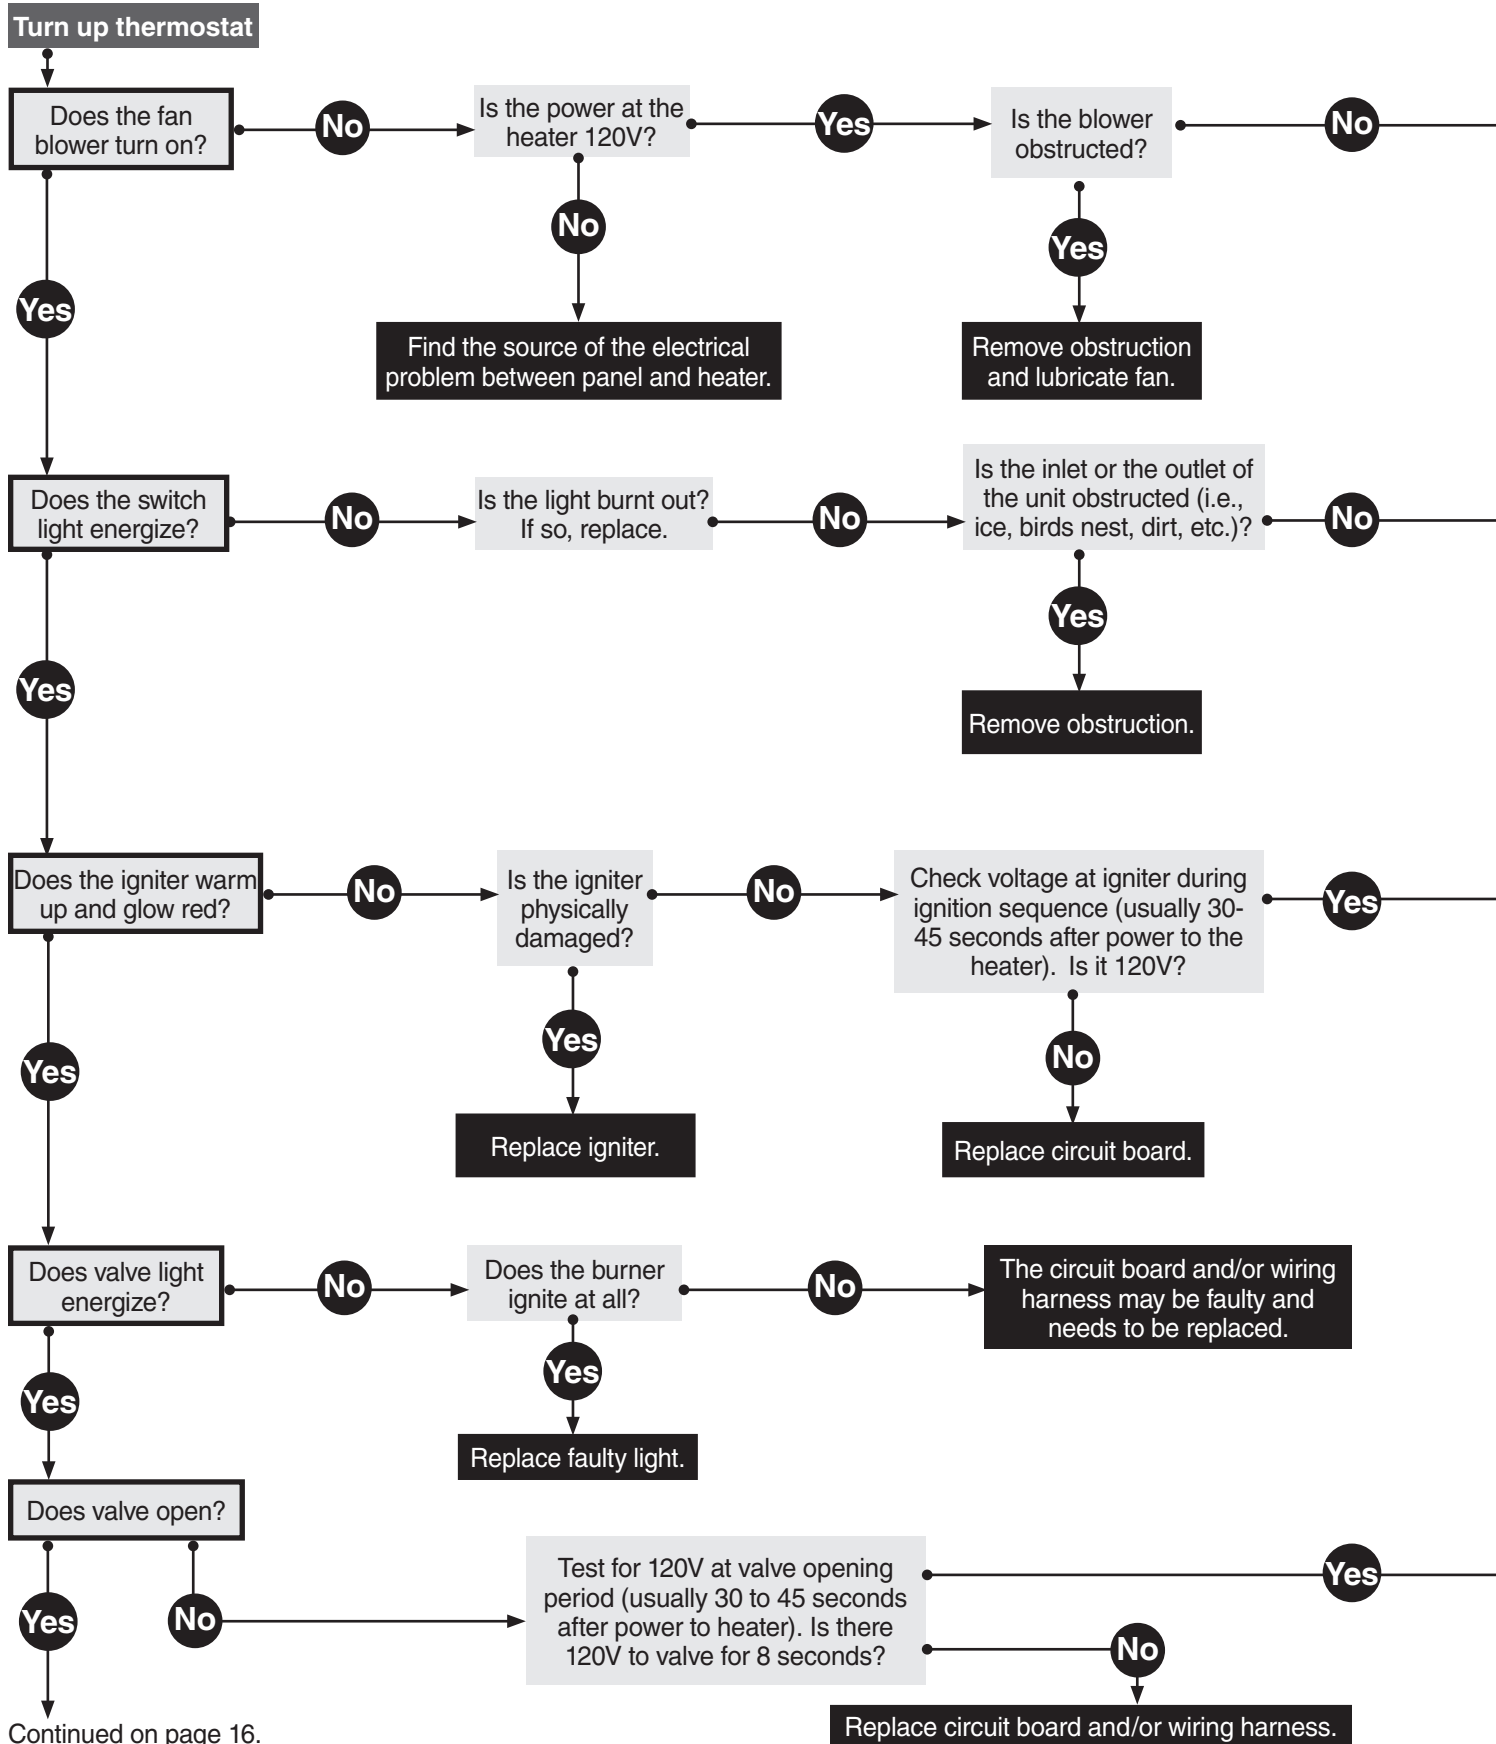 Turn up thermostat
Does the fan
blower turn on?
No
Is the power at the
heater 120V?
Yes
Is the blower
obstructed?
No
No
Yes
Yes
Find the source of the electrical
problem between panel and heater.
Remove obstruction
and lubricate fan.
Does the switch
light energize?
No
Is the light burnt out?
If so, replace.
No
Is the inlet or the outlet of
the unit obstructed (i.e.,
ice, birds nest, dirt, etc.)?
No
Yes
Yes
Remove obstruction.
Does the igniter warm
up and glow red?
No
Is the igniter
physically
damaged?
No
Check voltage at igniter during
ignition sequence (usually 30-
45 seconds after power to the
heater). Is it 120V?
Yes
Yes
Yes
No
Replace igniter.
Replace circuit board.
Does valve light
energize?
No
Does the burner
ignite at all?
No
The circuit board and/or wiring
harness may be faulty and
needs to be replaced.
Yes
Yes
Replace faulty light.
Does valve open?
Yes
No
Test for 120V at valve opening
period (usually 30 to 45 seconds
after power to heater). Is there
120V to valve for 8 seconds?
Yes
No
Replace circuit board and/or wiring harness.
Continued on page 16.